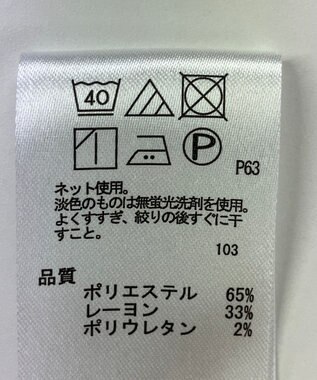 40
P
P63
ネット使用。
淡色のものは無蛍光洗剤を使用。
よくすすぎ、絞りの後すぐに干
すこと。
103
品質
ポリエステル 65%
レーヨン 33%
ポリウレタン 2%